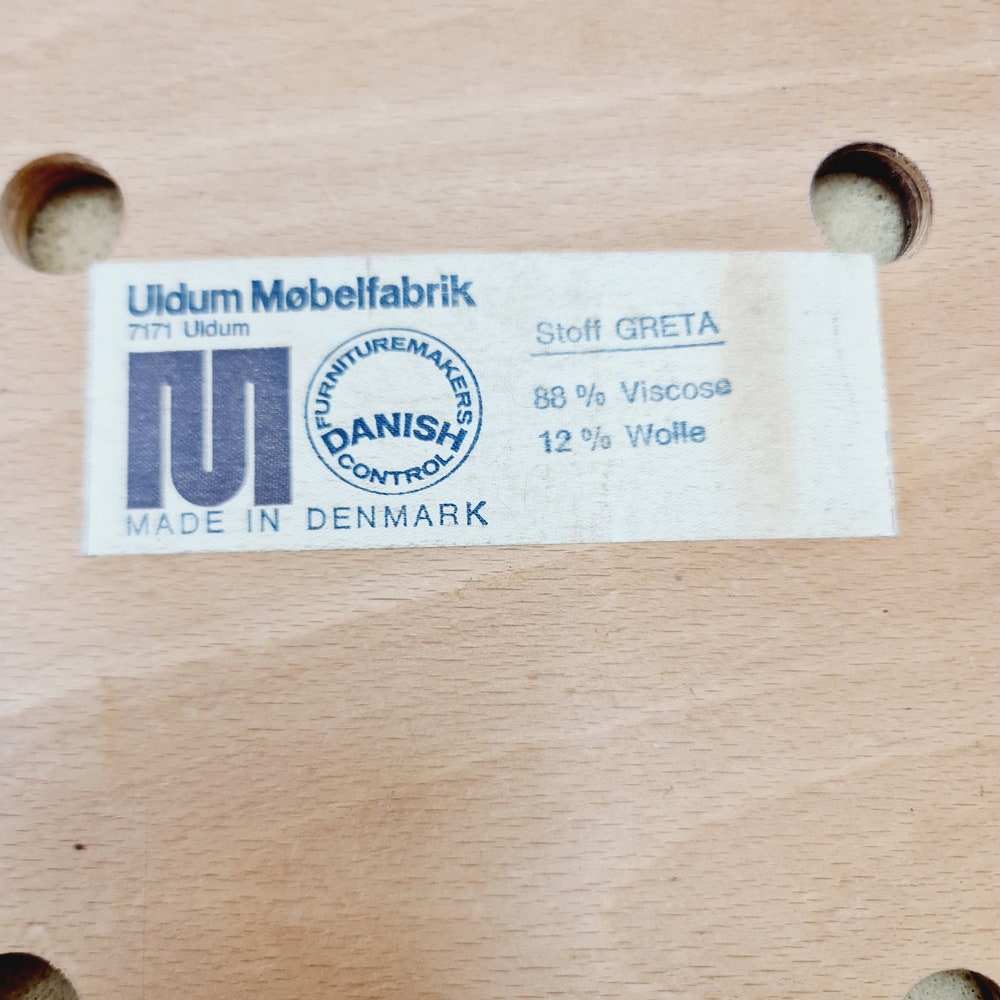 Uldum Møbelfabrik
7171 Uldum
FURNITUREMAKERS
DANISH
CONTROL
MADE IN DENMARK
Stoff GRETA
88 % Viscose
12 % Wolle